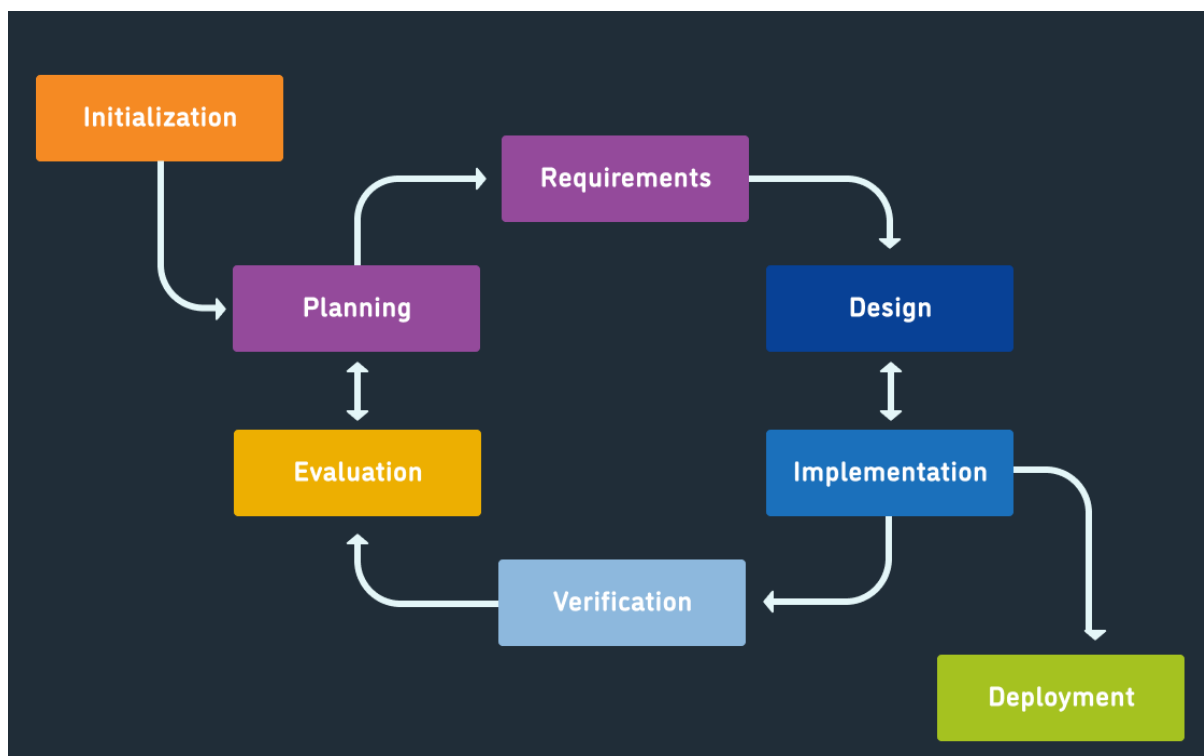 Initialization
Requirements
Planning
Design
Evaluation
Implementation
Verification
Deployment